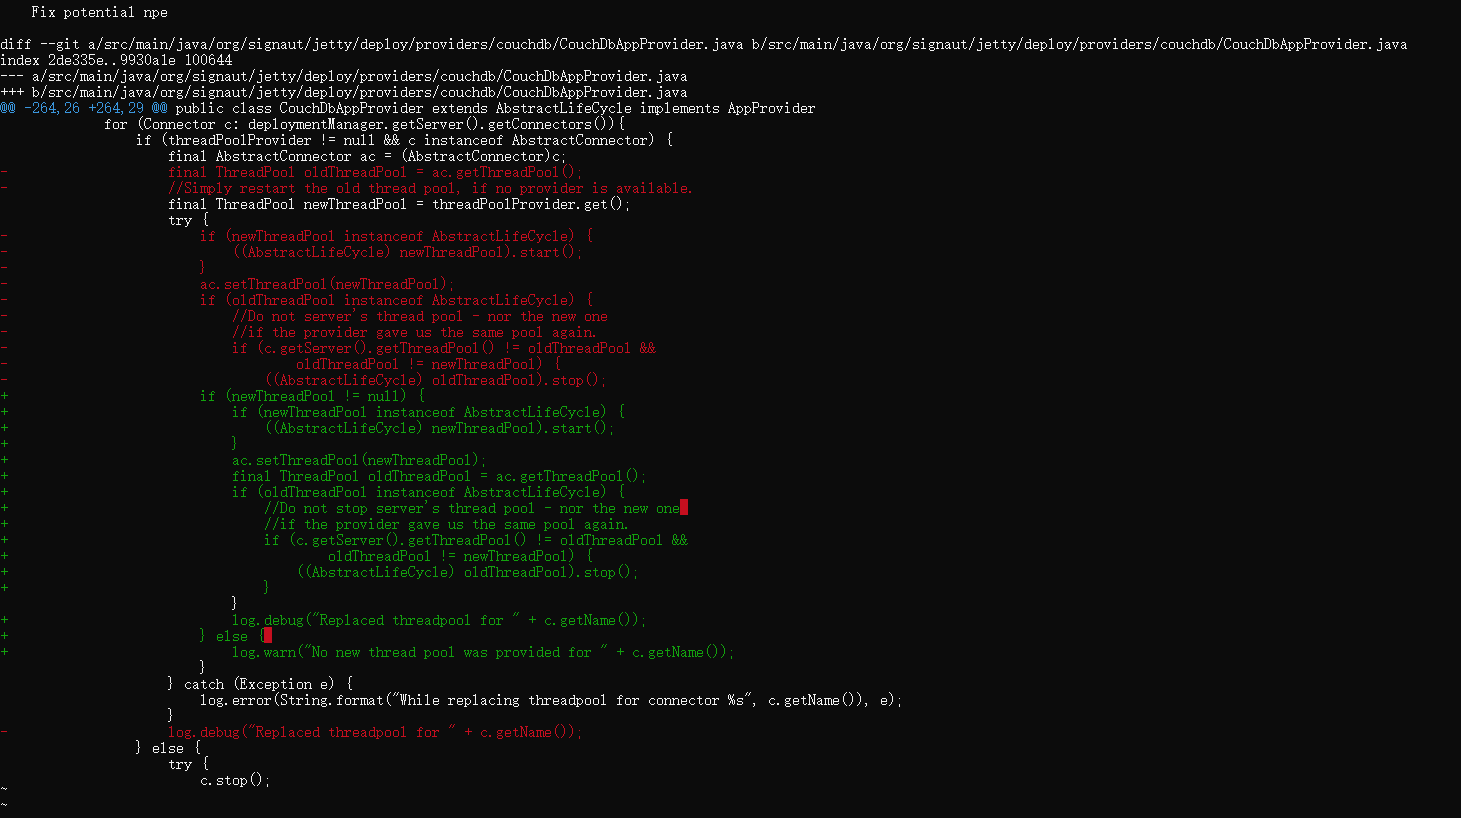 Fix potential npe

diff --git a/src/main/java/org/signaut/jetty/deploy/providers/couchdb/CouchDbAppProvider.java b/src/main/java/org/signaut/jetty/deploy/providers/couchdb/CouchDbAppProvider.java
index 2de335e..9930a1e 100644
--- a/src/main/java/org/signaut/jetty/deploy/providers/couchdb/CouchDbAppProvider.java
+++ b/src/main/java/org/signaut/jetty/deploy/providers/couchdb/CouchDbAppProvider.java
@@ -264,26 +264,29 @@ public class CouchDbAppProvider extends AbstractLifeCycle implements AppProvider
             for (Connector c: deploymentManager.getServer().getConnectors()){
                 if (threadPoolProvider != null && c instanceof AbstractConnector) {
                     final AbstractConnector ac = (AbstractConnector)c;
-                    final ThreadPool oldThreadPool = ac.getThreadPool();
-                    //Simply restart the old thread pool, if no provider is available.
                     final ThreadPool newThreadPool = threadPoolProvider.get();
                     try {
-                        if (newThreadPool instanceof AbstractLifeCycle) {
-                            ((AbstractLifeCycle) newThreadPool).start();
-                        }
-                        ac.setThreadPool(newThreadPool);
-                        if (oldThreadPool instanceof AbstractLifeCycle) {
-                            //Do not server's thread pool - nor the new one
-                            //if the provider gave us the same pool again.
-                            if (c.getServer().getThreadPool() != oldThreadPool &&
-                                    oldThreadPool != newThreadPool) {
-                                ((AbstractLifeCycle) oldThreadPool).stop();
+                        if (newThreadPool != null) {
+                            if (newThreadPool instanceof AbstractLifeCycle) {
+                                ((AbstractLifeCycle) newThreadPool).start();
+                            }
+                            ac.setThreadPool(newThreadPool);
+                            final ThreadPool oldThreadPool = ac.getThreadPool();
+                            if (oldThreadPool instanceof AbstractLifeCycle) {
+                                //Do not stop server's thread pool - nor the new one
+                                //if the provider gave us the same pool again.
+                                if (c.getServer().getThreadPool() != oldThreadPool &&
+                                        oldThreadPool != newThreadPool) {
+                                    ((AbstractLifeCycle) oldThreadPool).stop();
+                                }
                             }
+                            log.debug("Replaced threadpool for " + c.getName());
+                        } else {
+                            log.warn("No new thread pool was provided for " + c.getName());
                         }
                     } catch (Exception e) {
                         log.error(String.format("While replacing threadpool for connector %s", c.getName()), e);
                     }
-                    log.debug("Replaced threadpool for " + c.getName());
                 } else {
                     try {
                         c.stop();
~
~